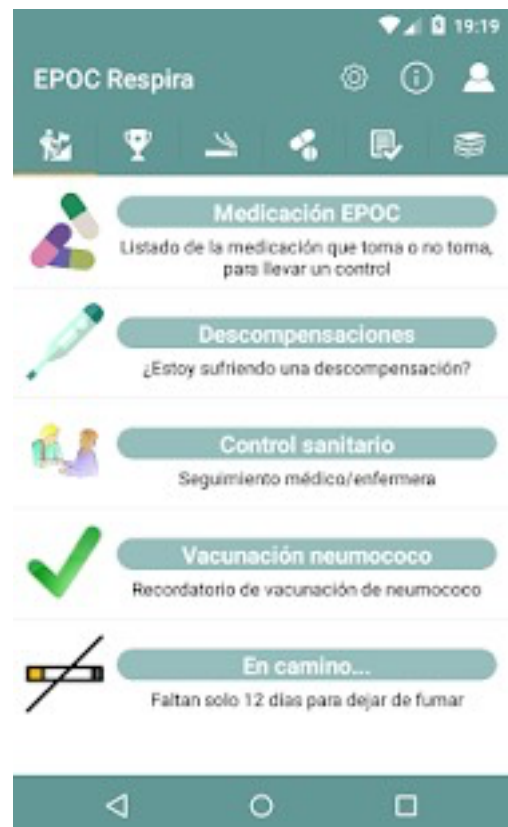 19:19
EPOC Respira
Medicación EPOC
Listado de la medicación que toma o no toma,
para llevar un control
Descompensaciones
¿Estoy sufriendo una descompensación?
Control sanitario
Seguimiento médico/enfermera
Vacunación neumococo
Recordatorio de vacunación de neumococo
En camino...
Faltan solo 12 días para dejar de fumar